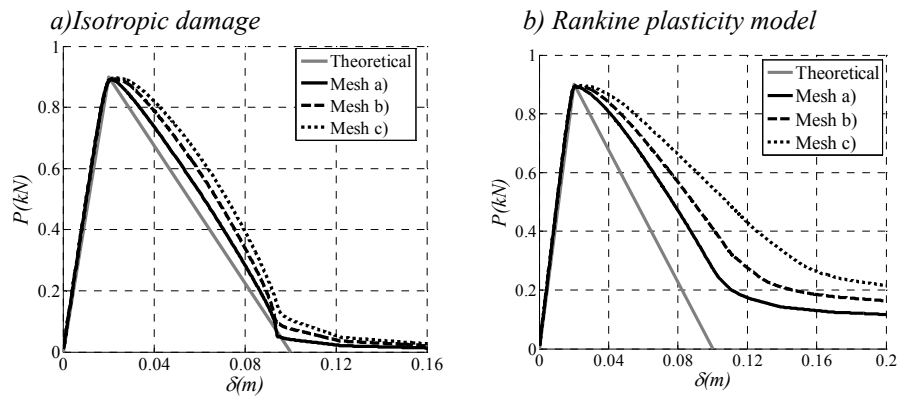 a)Isotropic damage
1
0.8
0.6
0.4
0.2
0
P(kN)
0
0.04
0.08
0.12
0.16
δ(m)
Theoretical
Mesh a)
Mesh b)
Mesh c)
b) Rankine plasticity model
1
0.8
0.6
0.4
0.2
0
P(kN)
0
0.04
0.08
0.12
0.16
0.2
δ(m)
Theoretical
Mesh a)
Mesh b)
Mesh c)